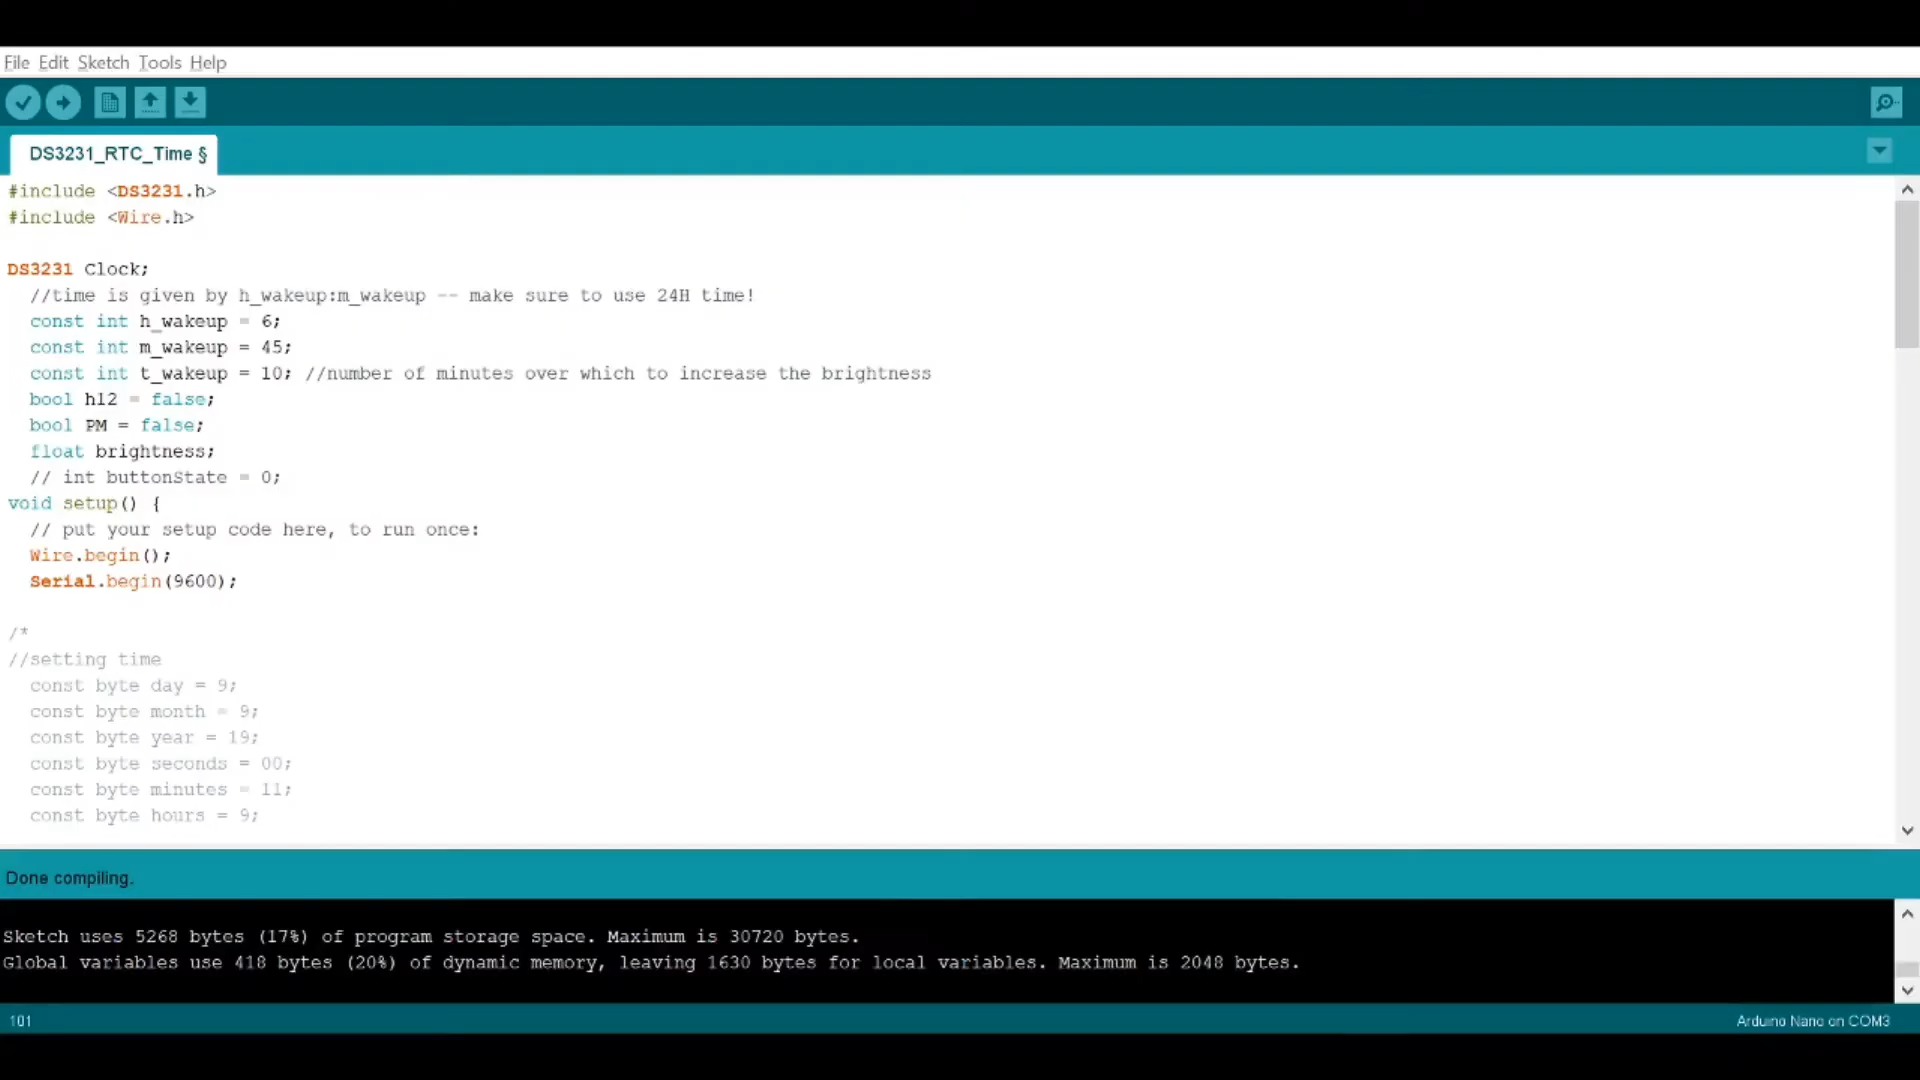 File Edit Sketch Tools Help
DS3231_RTC_Time §
#include <DS3231.h>
#include <Wire.h>
DS3231 Clock;
//time is given by h_wakeup:m_wakeup -- make sure to use 24H time!
const int h_wakeup = 6;
const int m_wakeup = 45;
const int t_wakeup = 10; //number of minutes over which to increase the brightness
bool h12 = false;
bool PM = false;
float brightness;
// int buttonState = 0;
void setup() {
// put your setup code here, to run once:
Wire.begin();
Serial.begin(9600);
/*
//setting time
const byte day = 9;
const byte month = 9;
const byte year = 19;
const byte seconds = 00;
const byte minutes = 11;
const byte hours = 9;
Done compiling.
Sketch uses 5268 bytes (17%) of program storage space. Maximum is 30720 bytes.
Global variables use 418 bytes (20%) of dynamic memory, leaving 1630 bytes for local variables. Maximum is 2048 bytes.
101
Arduino Nano on COM3